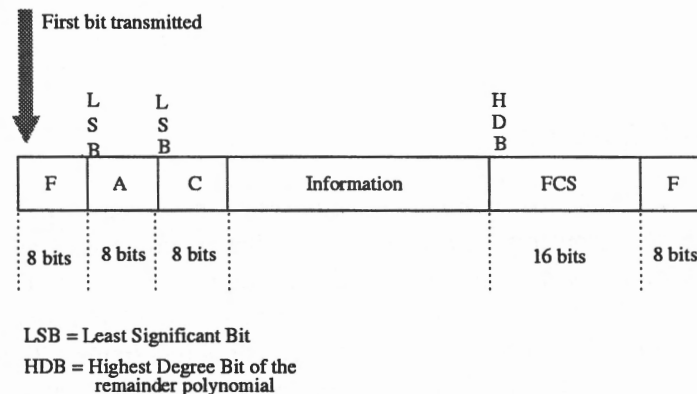 First bit transmitted
L
S
B
L
S
B
H
D
B
F A C Information FCS F
8 bits 8 bits 8 bits 16 bits 8 bits
LSB = Least Significant Bit
HDB = Highest Degree Bit of the
remainder polynomial